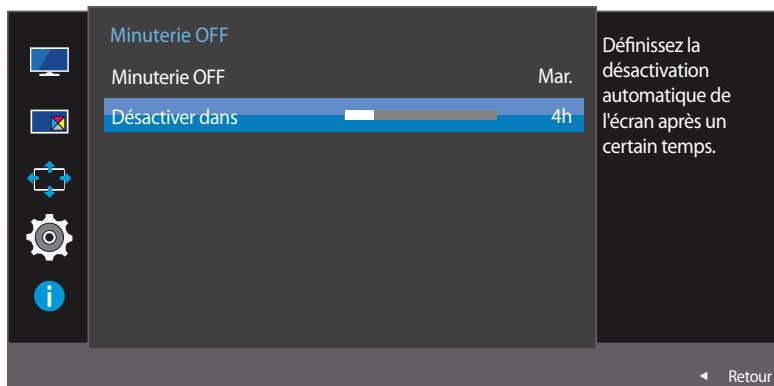 Minuterie OFF
Minuterie OFF Mar.
Désactiver dans 4h
Définissez la
désactivation
automatique de
l'écran après un
certain temps.
Retour